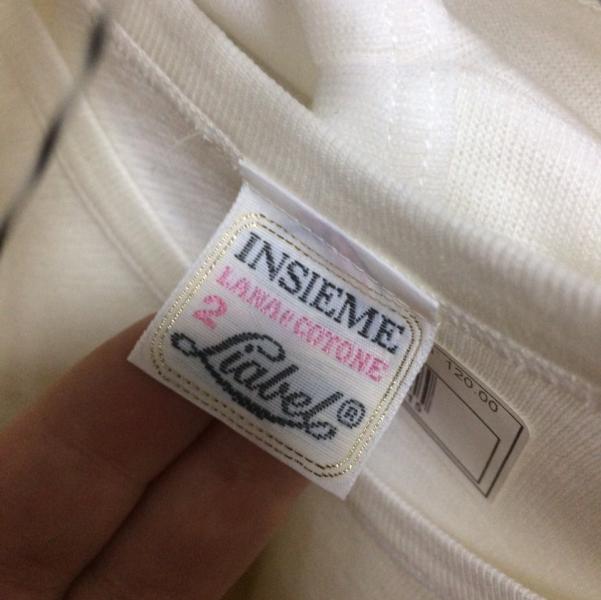 INSIEME
LANA E COTONE
2
Liabel®
120.00